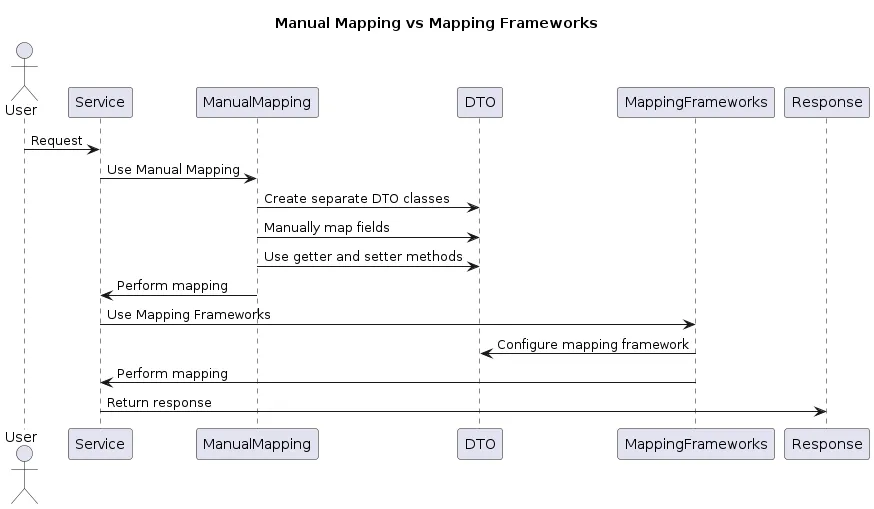 Manual Mapping vs Mapping Frameworks
User
Service
ManualMapping
DTO
MappingFrameworks
Response
Request
Use Manual Mapping
Create separate DTO classes
Manually map fields
Use getter and setter methods
Perform mapping
Use Mapping Frameworks
Configure mapping framework
Perform mapping
Return response
User
Service
ManualMapping
DTO
MappingFrameworks
Response